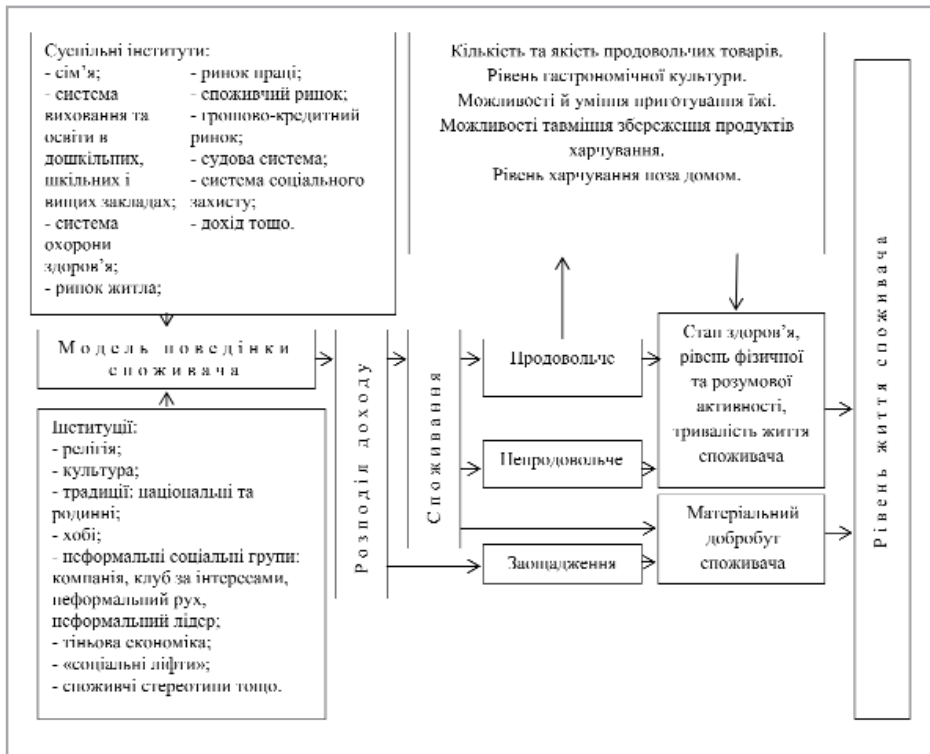 Суспільні інститути:
- сім’я;
- система
виховання та
освіти в
дошкільних,
шкільних і
вищих закладах;
- система
охорони
здоров’я;
- ринок житла;
- ринок праці;
- споживчий ринок;
- грошово-кредитний
ринок;
- судова система;
- система соціального
захисту;
- дохід тощо.
Кількість та якість продовольчих товарів.
Рівень гастрономічної культури.
Можливості й уміння приготування їжі.
Можливості тавміння збереження продуктів
харчування.
Рівень харчування поза домом.
Модель поведінки
споживача
Інституції:
- релігія;
- культура;
- традиції: національні та
родинні;
- хобі;
- неформальні соціальні групи:
компанія, клуб за інтересами,
неформальний рух,
неформальний лідер;
- тіньова економіка;
- «соціальні ліфти»;
- споживчі стереотипи тощо.
Розподіл доходу
Споживання
Продовольче
Непродовольче
Заощадження
Стан здоров’я,
рівень фізичної
та розумової
активності,
тривалість життя
споживача
Матеріальний
добробут
споживача
Рівень життя споживача